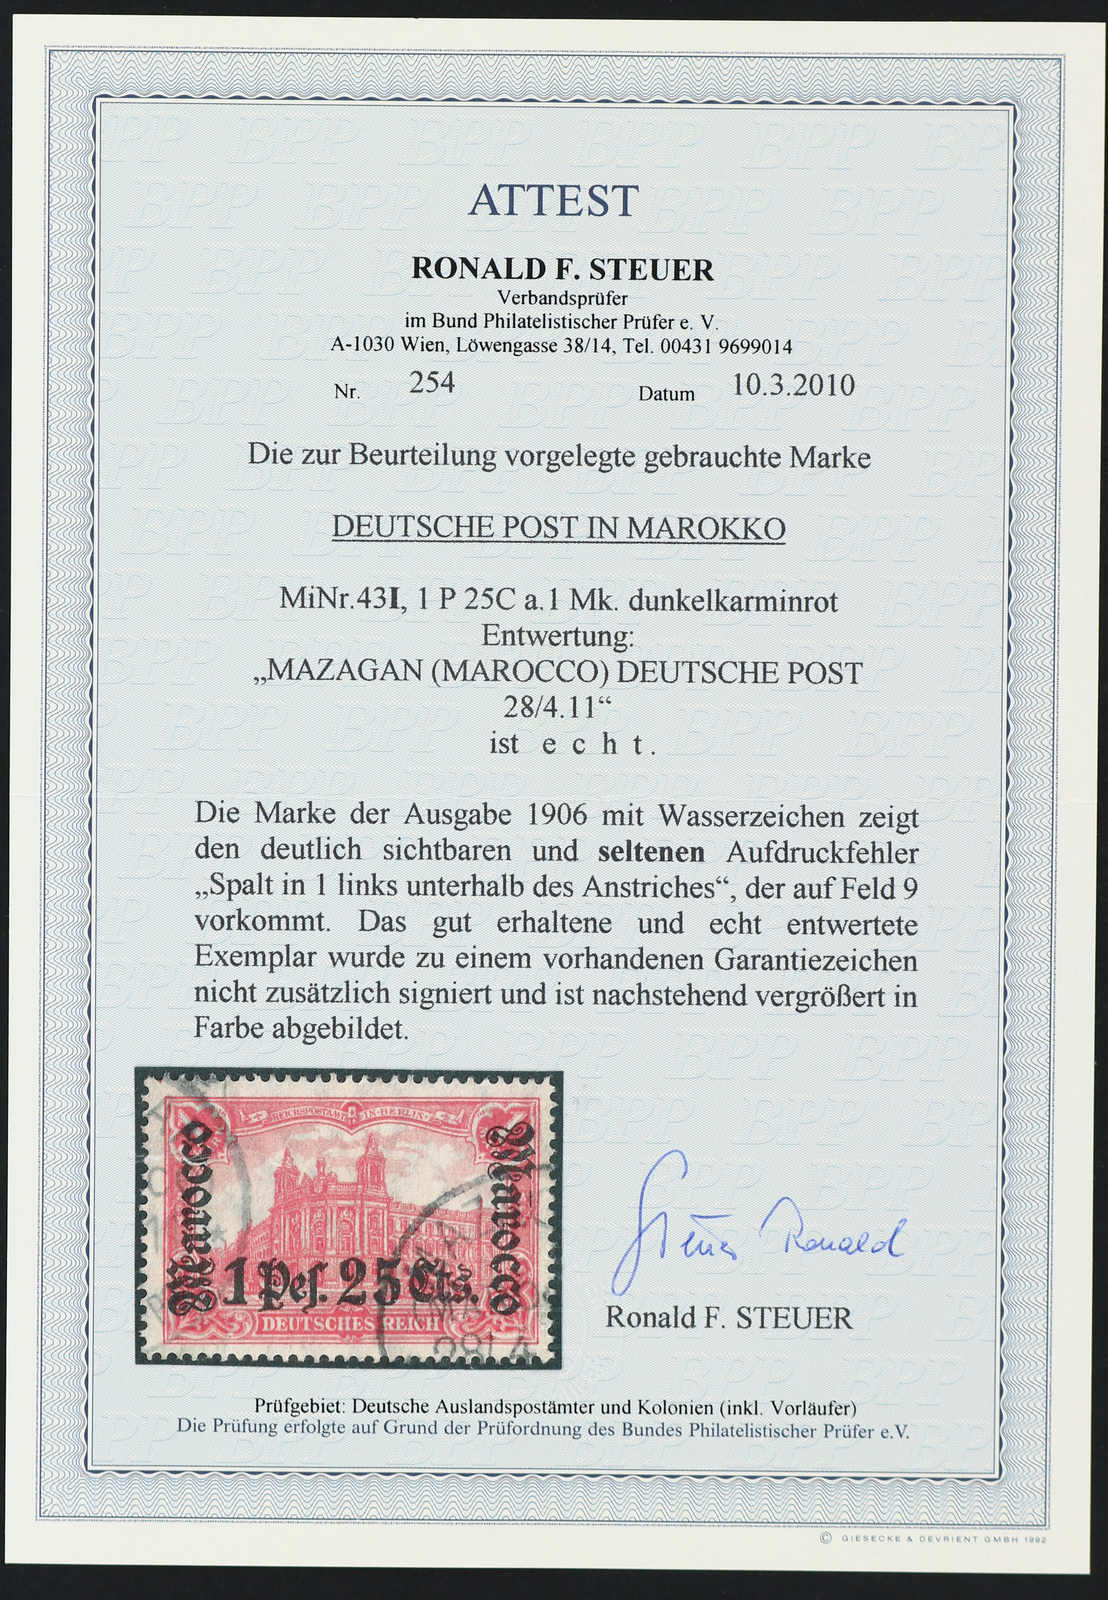 ATTEST
RONALD F. STEUER
Verbandsprüfer
im Bund Philatelistischer Prüfer e. V.
A-1030 Wien, Löwengasse 38/14, Tel. 00431 9699014
Nr. 254 Datum 10.3.2010
Die zur Beurteilung vorgelegte gebrauchte Marke
DEUTSCHE POST IN MAROKKO
MiNr.43I, 1 P 25C a.1 Mk. dunkelkarminrot
Entwertung:
„MAZAGAN (MAROCCO) DEUTSCHE POST
28/4.11“
ist e c h t .
Die Marke der Ausgabe 1906 mit Wasserzeichen zeigt
den deutlich sichtbaren und seltenen Aufdruckfehler
„Spalt in 1 links unterhalb des Anstriches“, der auf Feld 9
vorkommt. Das gut erhaltene und echt entwertete
Exemplar wurde zu einem vorhandenen Garantiezeichen
nicht zusätzlich signiert und ist nachstehend vergrößert in
Farbe abgebildet.
REICHSPOSTAMT IN BERLIN
Marocco
Marocco
1 Pes. 25 Cts.
DEUTSCHES REICH
Steuer Ronald
Ronald F. STEUER
Prüfgebiet: Deutsche Auslandspostämter und Kolonien (inkl. Vorläufer)
Die Prüfung erfolgte auf Grund der Prüfordnung des Bundes Philatelistischer Prüfer e.V.
© GIESECKE & DEVRIENT GMBH 1992